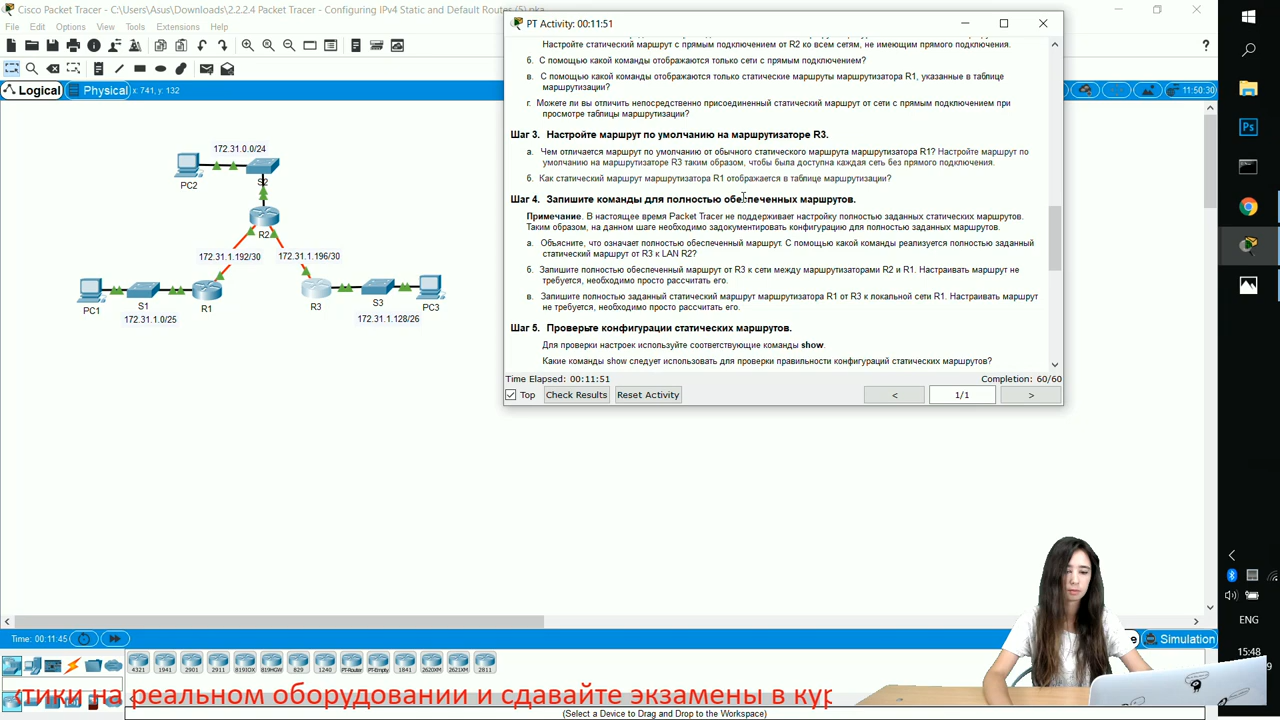 Cisco Packet Tracer - C:\Users\Asus\Downloads\2.2.2.4 Packet Tracer - Configuring IPv4 Static and Default Routes (5).pka
File Edit Options View Tools Extensions Help
Logical Physical x: 741, y: 132
11:50:30
PT Activity: 00:11:51
Настройте статический маршрут с прямым подключением от R2 ко всем сетям, не имеющим прямого подключения.
б. С помощью какой команды отображаются только сети с прямым подключением?
в. С помощью какой команды отображаются только статические маршруты маршрутизатора R1, указанные в таблице
маршрутизации?
г. Можете ли вы отличить непосредственно присоединенный статический маршрут от сети с прямым подключением при
просмотре таблицы маршрутизации?
Шаг 3. Настройте маршрут по умолчанию на маршрутизаторе R3.
а. Чем отличается маршрут по умолчанию от обычного статического маршрута маршрутизатора R1? Настройте маршрут по
умолчанию на маршрутизаторе R3 таким образом, чтобы была доступна каждая сеть без прямого подключения.
б. Как статический маршрут маршрутизатора R1 отображается в таблице маршрутизации?
Шаг 4. Запишите команды для полностью обеспеченных маршрутов.
Примечание. В настоящее время Packet Tracer не поддерживает настройку полностью заданных статических маршрутов.
Таким образом, на данном шаге необходимо задокументировать конфигурацию для полностью заданных маршрутов.
а. Объясните, что означает полностью обеспеченный маршрут. С помощью какой команды реализуется полностью заданный
статический маршрут от R3 к LAN R2?
б. Запишите полностью обеспеченный маршрут от R3 к сети между маршрутизаторами R2 и R1. Настраивать маршрут не
требуется, необходимо просто рассчитать его.
в. Запишите полностью заданный статический маршрут маршрутизатора R1 от R3 к локальной сети R1. Настраивать маршрут
не требуется, необходимо просто рассчитать его.
Шаг 5. Проверьте конфигурации статических маршрутов.
Для проверки настроек используйте соответствующие команды show.
Какие команды show следует использовать для проверки правильности конфигураций статических маршрутов?
Time Elapsed: 00:11:51 Completion: 60/60
Top Check Results Reset Activity < 1/1 >
172.31.0.0/24
PC2
S2
R2
172.31.1.192/30 172.31.1.196/30
PC1 S1 R1 R3 S3 PC3
172.31.1.0/25 172.31.1.128/26
ENG
15:48
Time: 00:11:45
Simulation
4321 1941 2901 2911 819IOX 819HGW 829 1240 PT-Router PT-Empty 1841 2620XM 2621XM 2811
тики на реальном оборудовании и сдавайте экзамены в кур
(Select a Device to Drag and Drop to the Workspace)